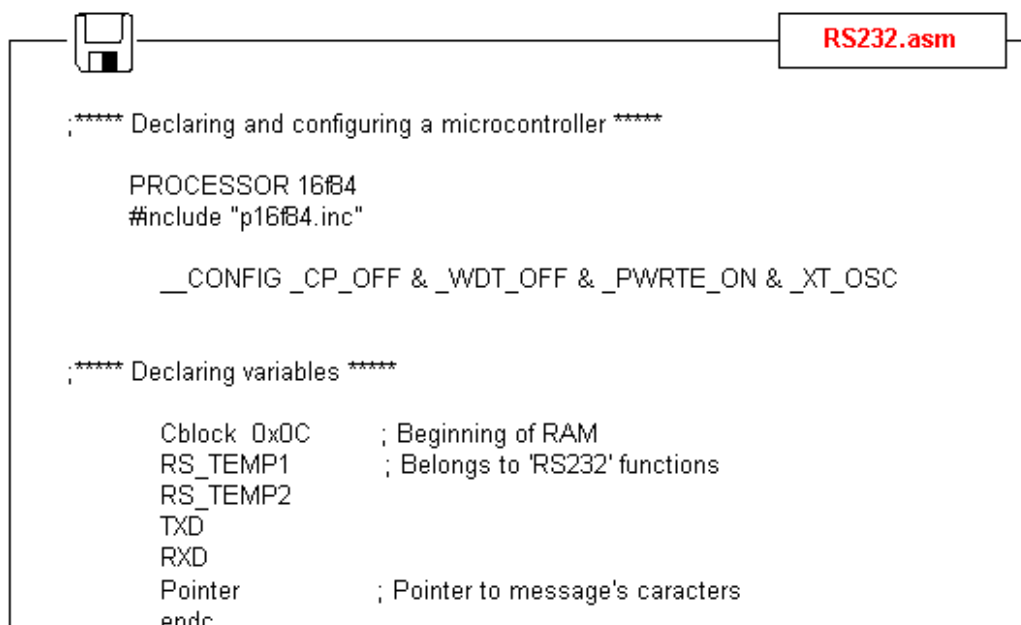 RS232.asm
;***** Declaring and configuring a microcontroller *****
PROCESSOR 16f84
#include "p16f84.inc"
__CONFIG _CP_OFF & _WDT_OFF & _PWRTE_ON & _XT_OSC
;***** Declaring variables *****
Cblock 0x0C ; Beginning of RAM
RS_TEMP1 ; Belongs to 'RS232' functions
RS_TEMP2
TXD
RXD
Pointer ; Pointer to message's caracters
endc